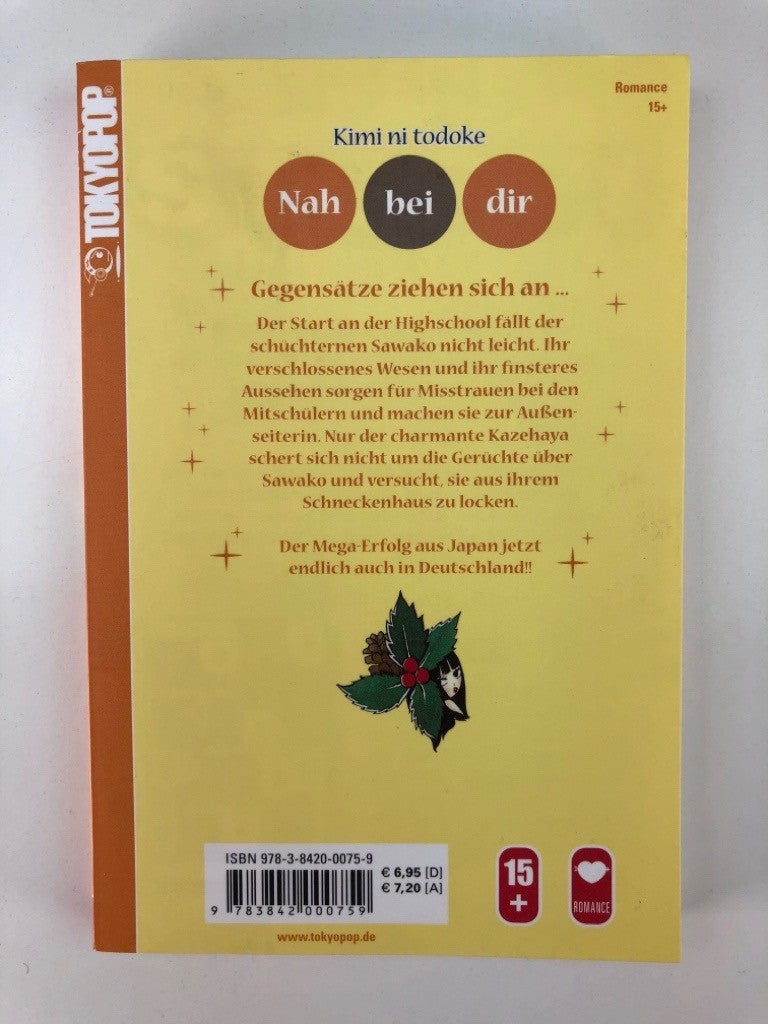 TOKYOPOP®
Romance
15+
Kimi ni todoke
Nah bei dir
Gegensätze ziehen sich an ...
Der Start an der Highschool fällt der
schüchternen Sawako nicht leicht. Ihr
verschlossenes Wesen und ihr finsteres
Aussehen sorgen für Misstrauen bei den
Mitschülern und machen sie zur Außen-
seiterin. Nur der charmante Kazehaya
schert sich nicht um die Gerüchte über
Sawako und versucht, sie aus ihrem
Schneckenhaus zu locken.
Der Mega-Erfolg aus Japan jetzt
endlich auch in Deutschland!!
ISBN 978-3-8420-0075-9
€ 6,95 [D]
€ 7,20 [A]
9 783842 000759
www.tokyopop.de
15
+
ROMANCE